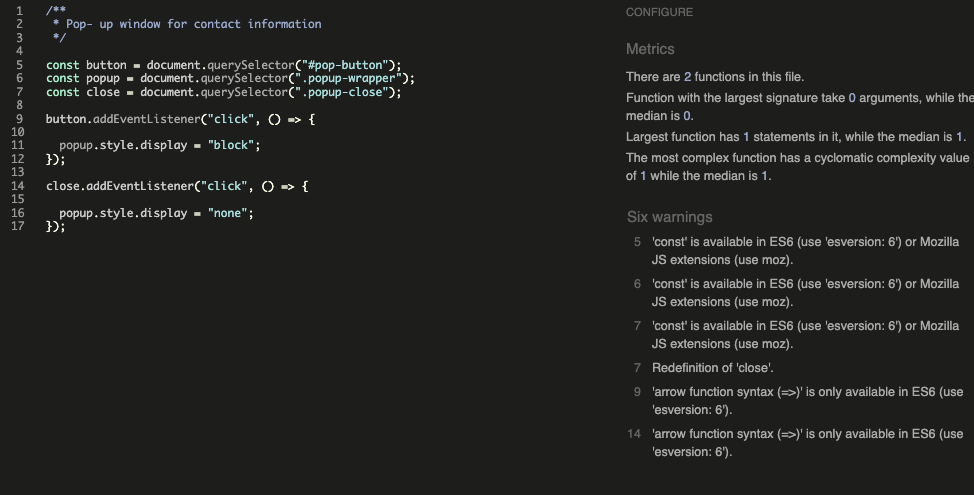 1 /**
2  * Pop- up window for contact information
3  */
4
5 const button = document.querySelector("#pop-button");
6 const popup = document.querySelector(".popup-wrapper");
7 const close = document.querySelector(".popup-close");
8
9 button.addEventListener("click", () => {
10
11   popup.style.display = "block";
12 });
13
14 close.addEventListener("click", () => {
15
16   popup.style.display = "none";
17 });
CONFIGURE
Metrics
There are 2 functions in this file.
Function with the largest signature take 0 arguments, while the
median is 0.
Largest function has 1 statements in it, while the median is 1.
The most complex function has a cyclomatic complexity value
of 1 while the median is 1.
Six warnings
5 'const' is available in ES6 (use 'esversion: 6') or Mozilla
JS extensions (use moz).
6 'const' is available in ES6 (use 'esversion: 6') or Mozilla
JS extensions (use moz).
7 'const' is available in ES6 (use 'esversion: 6') or Mozilla
JS extensions (use moz).
7 Redefinition of 'close'.
9 'arrow function syntax (=>)' is only available in ES6 (use
'esversion: 6').
14 'arrow function syntax (=>)' is only available in ES6 (use
'esversion: 6').